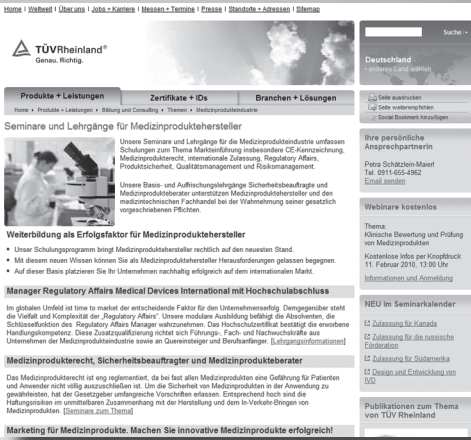 Home | Weltweit | Über uns | Jobs + Karriere | Messen + Termine | Presse | Standorte + Adressen | Sitemap
TÜVRheinland®
Genau. Richtig.
Suche
Deutschland
› anderes Land wählen
Produkte + Leistungen
Zertifikate + IDs
Branchen + Lösungen
Home › Produkte + Leistungen › Bildung und Consulting › Themen › Medizinprodukteindustrie
Seite ausdrucken
Seite weiterempfehlen
Social Bookmark hinzufügen
Seminare und Lehrgänge für Medizinproduktehersteller
Unsere Seminare und Lehrgänge für die Medizinprodukteindustrie umfassen
Schulungen zum Thema Markteinführung insbesondere CE-Kennzeichnung,
Medizinprodukterecht, internationale Zulassung, Regulatory Affairs,
Produktsicherheit, Qualitätsmanagement und Risikomanagement.
Unsere Basis- und Auffrischungslehrgänge Sicherheitsbeauftragte und
Medizinprodukteberater unterstützen Medizinproduktehersteller und den
medizintechnischen Fachhandel bei der Wahrnehmung seiner gesetzlich
vorgeschriebenen Pflichten.
Weiterbildung als Erfolgsfaktor für Medizinproduktehersteller
• Unser Schulungsprogramm bringt Medizinproduktehersteller rechtlich auf den neuesten Stand.
• Mit diesem neuen Wissen können Sie als Medizinproduktehersteller Herausforderungen gelassen begegnen.
• Auf dieser Basis platzieren Sie Ihr Unternehmen nachhaltig erfolgreich auf dem internationalen Markt.
Manager Regulatory Affairs Medical Devices International mit Hochschulabschluss
Im globalen Umfeld ist time to market der entscheidende Faktor für den Unternehmenserfolg. Demgegenüber steht
die Vielfalt und Komplexität der „Regulatory Affairs". Unsere modulare Ausbildung befähigt die Absolventen, die
Schlüsselfunktion des Regulatory Affairs Manager wahrzunehmen. Das Hochschulzertifikat bestätigt die erworbene
Handlungskompetenz. Diese Zusatzqualifizierung richtet sich Führungs-, Fach- und Nachwuchskräfte aus
Unternehmen der Medizinprodukteindustrie sowie an Quereinsteiger und Berufsanfänger. [Lehrgangsinformationen]
Medizinprodukterecht, Sicherheitsbeauftragter und Medizinprodukteberater
Das Medizinprodukterecht ist eng reglementiert, da bei fast allen Medizinprodukten eine Gefährdung für Patienten
und Anwender nicht völlig auszuschließen ist. Um die Sicherheit von Medizinprodukten in der Anwendung zu
gewährleisten, hat der Gesetzgeber umfangreiche Vorschriften erlassen. Entsprechend hoch sind die
Haftungsrisiken im unmittelbaren Zusammenhang mit der Herstellung und dem In-Verkehr-Bringen von
Medizinprodukten. [Seminare zum Thema]
Marketing für Medizinprodukte. Machen Sie innovative Medizinprodukte erfolgreich!
Ihre persönliche
Ansprechpartnerin
Petra Schätzlein-Maierl
Tel. 0911-655-4962
Email senden
Webinare kostenlos
Thema:
Klinische Bewertung und Prüfung
von Medizinprodukten
Kostenlose Infos per Knopfdruck
11. Februar 2010, 13:00 Uhr
Informationen und Anmeldung
NEU im Seminarkalender
Zulassung für Kanada
Zulassung für die russische
Förderation
Zulassung für Südamerika
Design und Entwicklung von
IVD
Publikationen zum Thema
von TÜV Rheinland